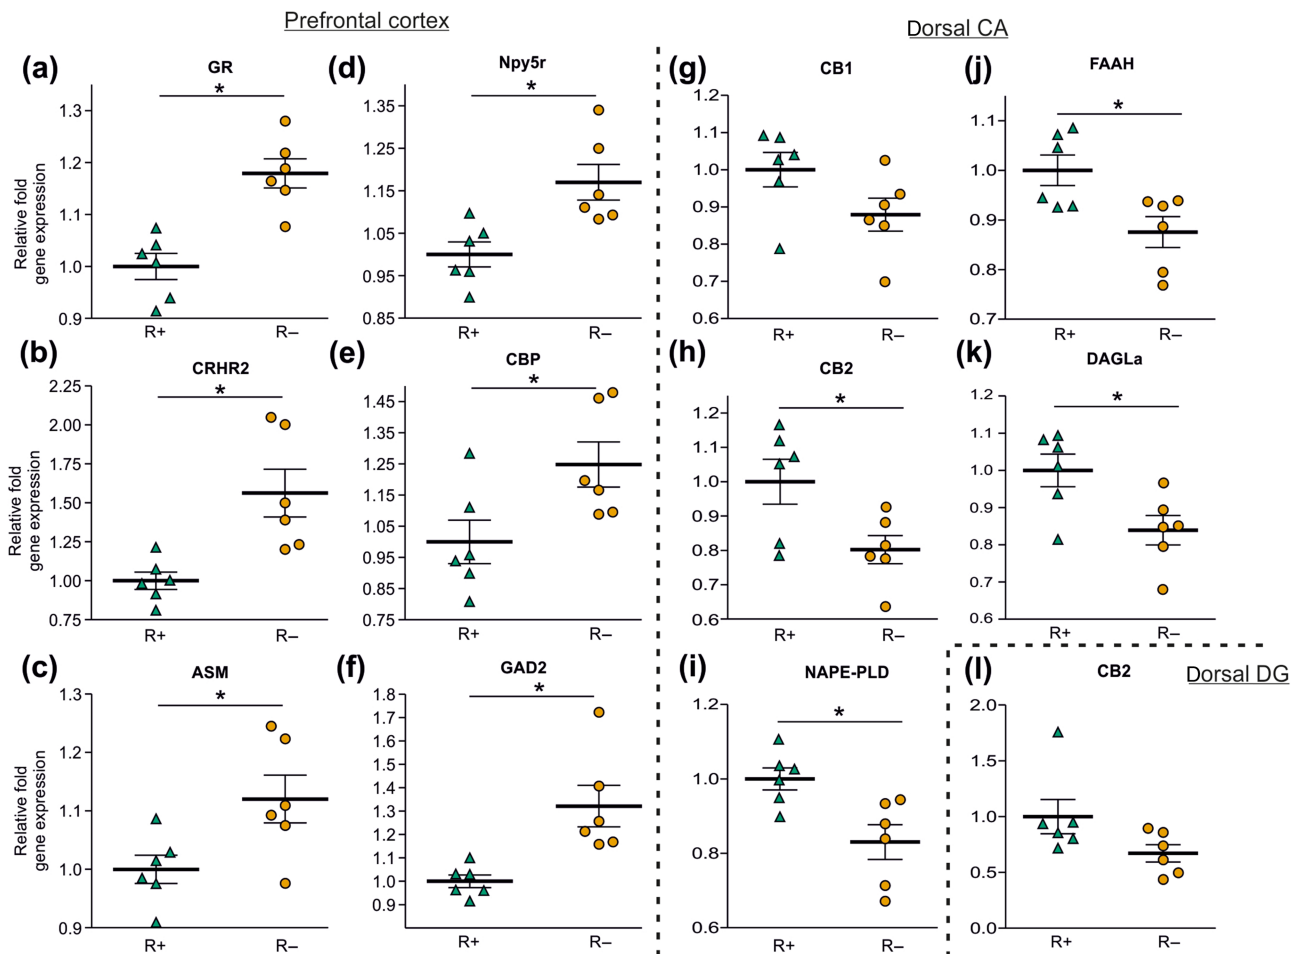 Prefrontal cortex
Dorsal CA
(a)
GR
*
Relative fold
gene expression
1.3
1.2
1.1
1.0
0.9
R+
R–
(d)
Npy5r
*
1.35
1.25
1.15
1.05
0.95
0.85
R+
R–
(g)
CB1
1.2
1.1
1.0
0.9
0.8
0.7
0.6
R+
R–
(j)
FAAH
*
1.1
1.0
0.9
0.8
0.7
R+
R–
(b)
CRHR2
*
Relative fold
gene expression
2.25
2.00
1.75
1.50
1.25
1.00
0.75
R+
R–
(e)
CBP
*
1.45
1.35
1.25
1.15
1.05
0.95
0.85
0.75
R+
R–
(h)
CB2
*
1.2
1.1
1.0
0.9
0.8
0.7
0.6
R+
R–
(k)
DAGLa
*
1.2
1.1
1.0
0.9
0.8
0.7
0.6
R+
R–
(c)
ASM
*
Relative fold
gene expression
1.3
1.2
1.1
1.0
0.9
R+
R–
(f)
GAD2
*
1.8
1.7
1.6
1.5
1.4
1.3
1.2
1.1
1.0
0.9
R+
R–
(i)
NAPE-PLD
*
1.2
1.0
0.8
0.6
R+
R–
(l)
CB2
Dorsal DG
2.0
1.5
1.0
0.5
0.0
R+
R–